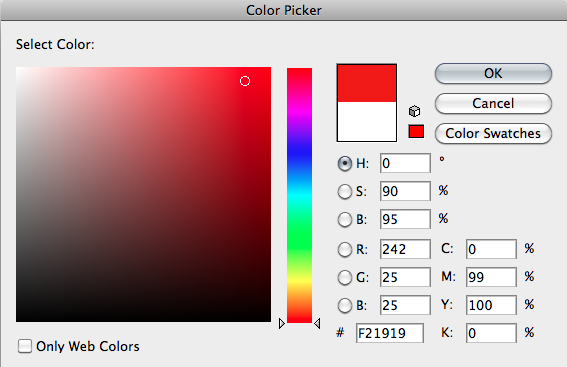 Color Picker
Select Color:
OK
Cancel
Color Swatches
H: 0 °
S: 90 %
B: 95 %
R: 242 C: 0 %
G: 25 M: 99 %
B: 25 Y: 100 %
# F21919 K: 0 %
Only Web Colors